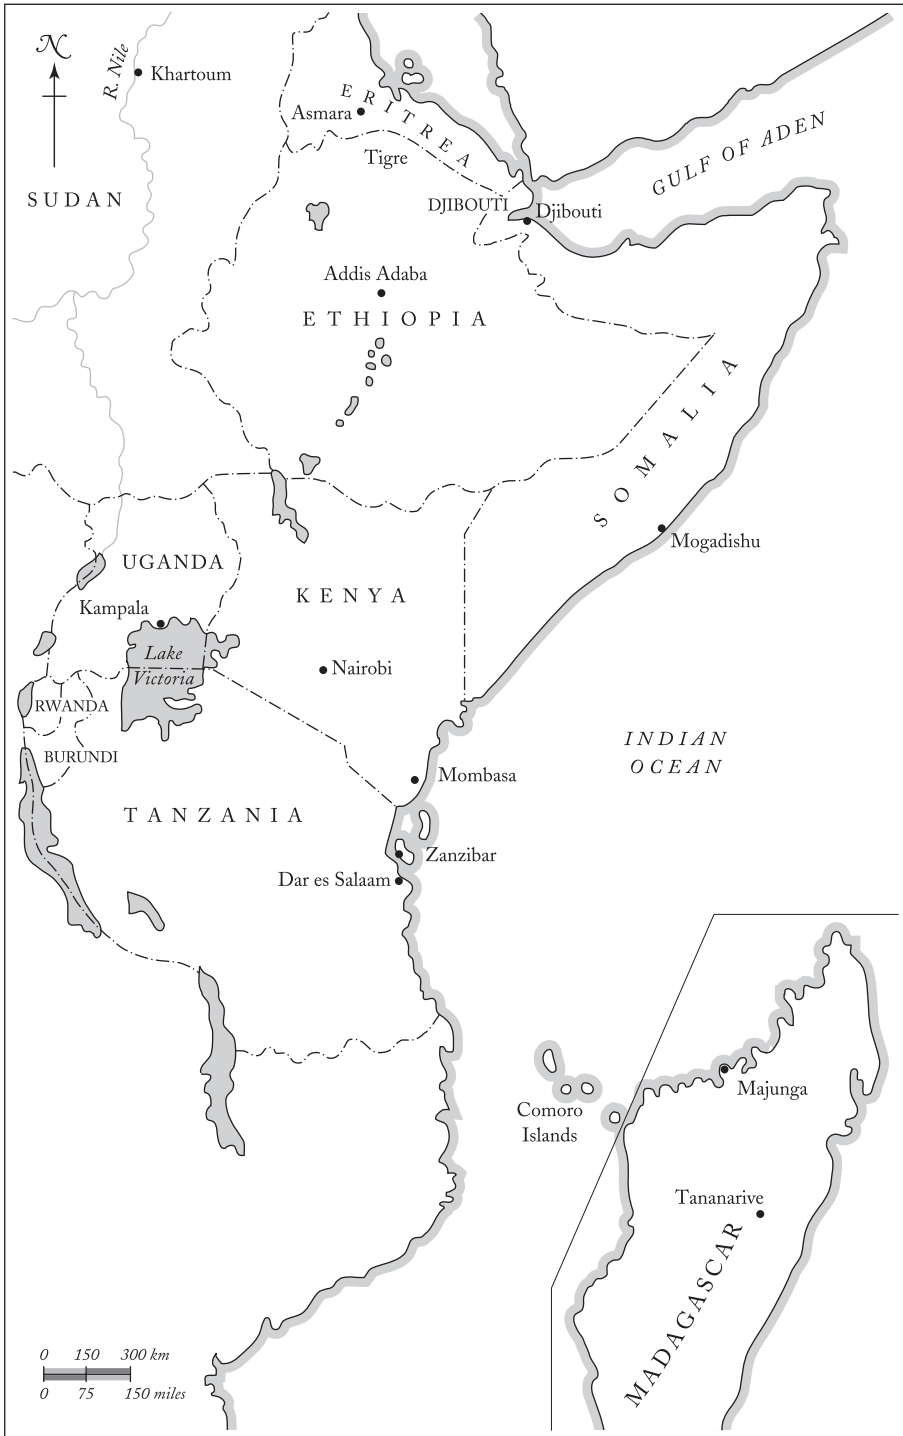 N
R. Nile
Khartoum
ERITREA
Asmara
Tigre
GULF OF ADEN
SUDAN
DJIBOUTI
Djibouti
Addis Adaba
ETHIOPIA
SOMALIA
Mogadishu
UGANDA
KENYA
Kampala
Lake
Victoria
Nairobi
RWANDA
INDIAN
OCEAN
BURUNDI
Mombasa
TANZANIA
Zanzibar
Dar es Salaam
Majunga
Comoro
Islands
Tananarive
MADAGASCAR
0 150 300 km
0 75 150 miles